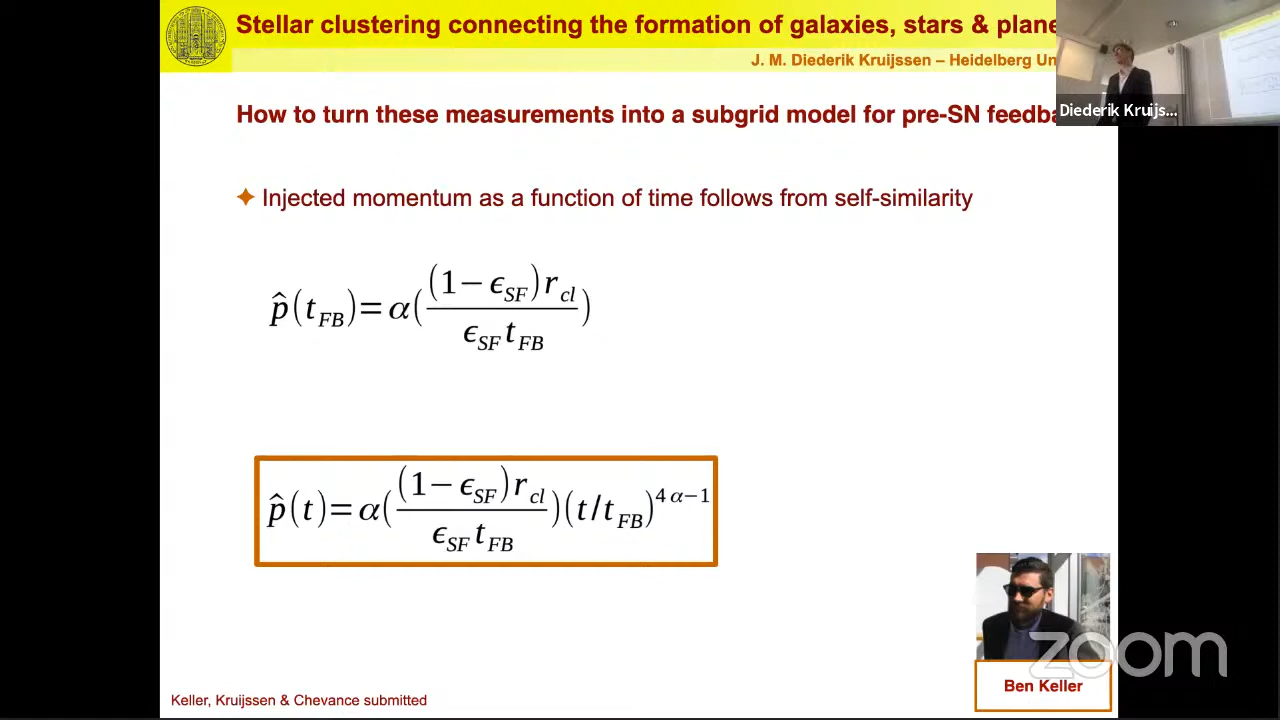 Stellar clustering connecting the formation of galaxies, stars & plane
J. M. Diederik Kruijssen – Heidelberg Un
Diederik Kruijs...
How to turn these measurements into a subgrid model for pre-SN feedba
✦ Injected momentum as a function of time follows from self-similarity
p̂(t_FB)=α((1−ϵ_SF)r_cl / ϵ_SF t_FB)
p̂(t)=α((1−ϵ_SF)r_cl / ϵ_SF t_FB)(t/t_FB)^(4α−1)
zoom
Ben Keller
Keller, Kruijssen & Chevance submitted